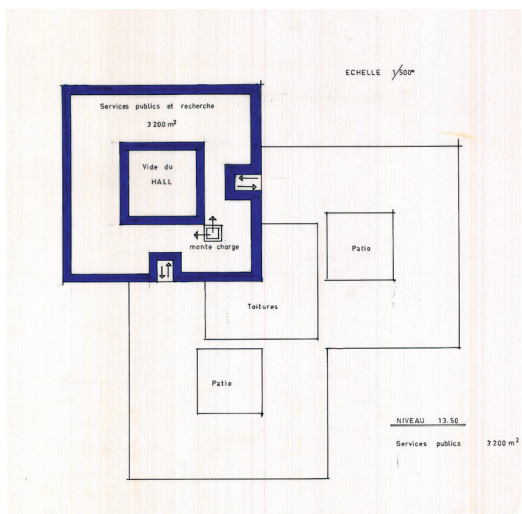 ECHELLE 1/500e
Services publics et recherche
3 200 m²
Vide du
HALL
monte charge
Patio
Toitures
Patio
NIVEAU 13.50
Services publics 3 200 m²